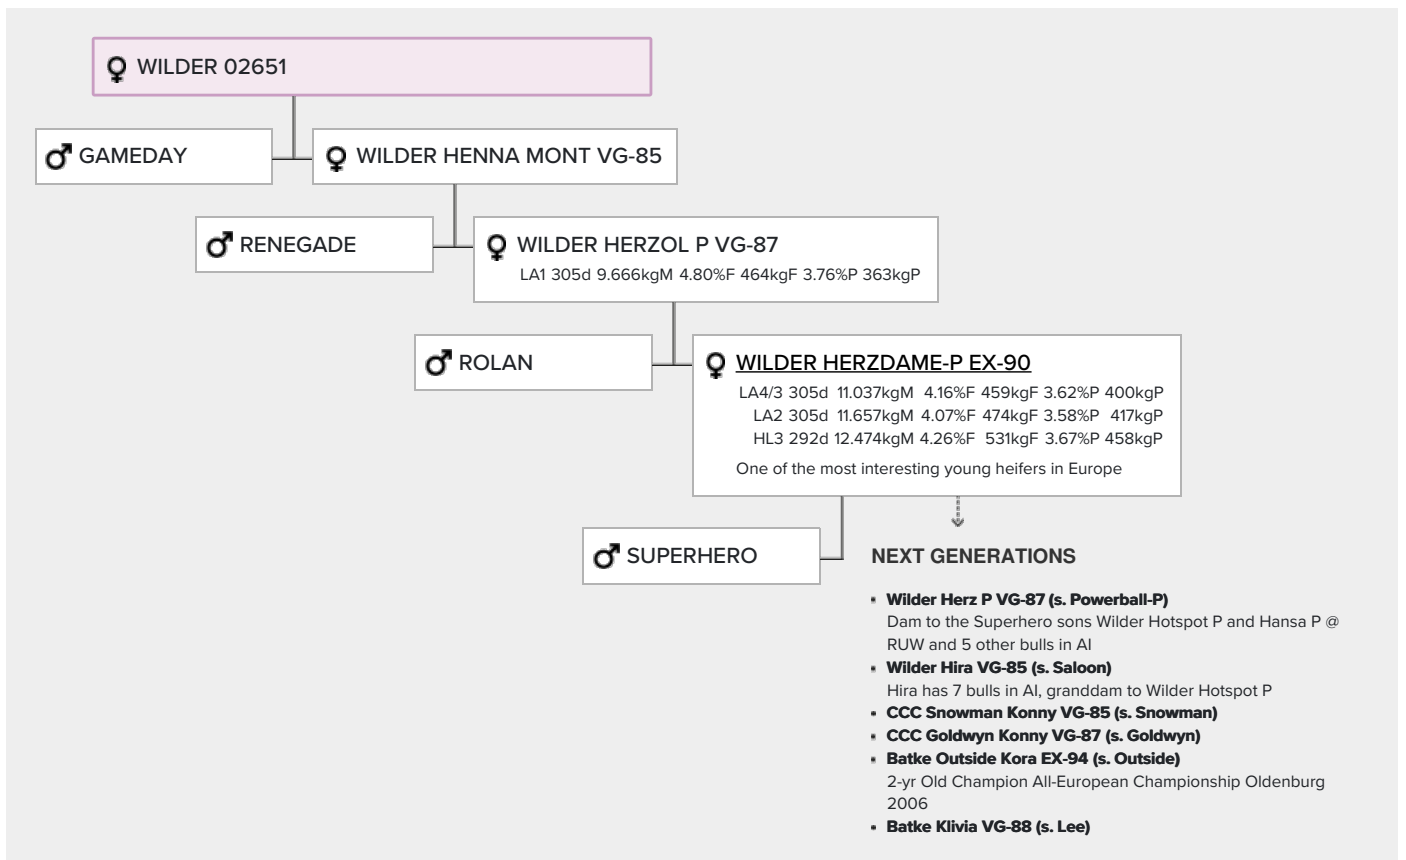 WILDER 02651
GAMEDAY
WILDER HENNA MONT VG-85
RENEGADE
WILDER HERZOL P VG-87
LA1 305d 9.666kgM 4.80%F 464kgF 3.76%P 363kgP
ROLAN
WILDER HERZDAME-P EX-90
LA4/3 305d 11.037kgM 4.16%F 459kgF 3.62%P 400kgP
LA2 305d 11.657kgM 4.07%F 474kgF 3.58%P 417kgP
HL3 292d 12.474kgM 4.26%F 531kgF 3.67%P 458kgP
One of the most interesting young heifers in Europe
SUPERHERO
NEXT GENERATIONS
Wilder Herz P VG-87 (s. Powerball-P)
Dam to the Superhero sons Wilder Hotspot P and Hansa P @
RUW and 5 other bulls in AI
Wilder Hira VG-85 (s. Saloon)
Hira has 7 bulls in AI, granddam to Wilder Hotspot P
CCC Snowman Konny VG-85 (s. Snowman)
CCC Goldwyn Konny VG-87 (s. Goldwyn)
Batke Outside Kora EX-94 (s. Outside)
2-yr Old Champion All-European Championship Oldenburg
2006
Batke Klivia VG-88 (s. Lee)